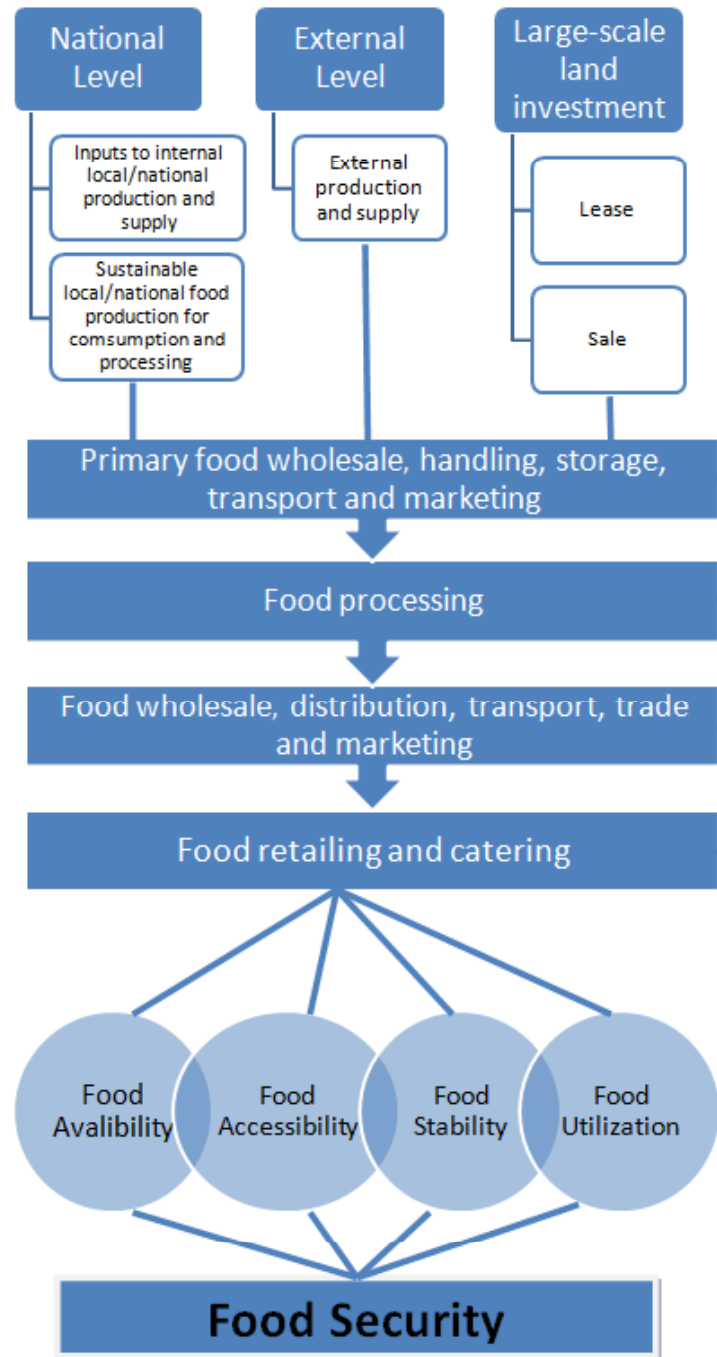 National
Level
External
Level
Large-scale
land
investment
Inputs to internal
local/national
production and
supply
Sustainable
local/national food
production for
comsumption and
processing
External
production
and supply
Lease
Sale
Primary food wholesale, handling, storage,
transport and marketing
Food processing
Food wholesale, distribution, transport, trade
and marketing
Food retailing and catering
Food
Avalibility
Food
Accessibility
Food
Stability
Food
Utilization
Food Security